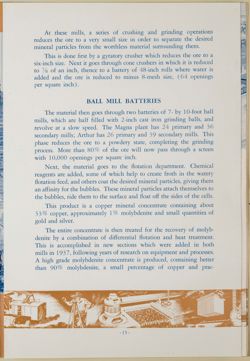 At these mills, a series of crushing and grinding operations
reduces the ore to a very small size in order to separate the desired
mineral particles from the worthless material surrounding them.
This is done first by a gyratory crusher which reduces the ore to a
six-inch size. Next it goes through cone crushers in which it is reduced
to ⅜ of an inch, thence to a battery of 48-inch rolls where water is
added and the ore is reduced to minus 8-mesh size, (64 openings
per square inch).
BALL MILL BATTERIES
The material then goes through two batteries of 7- by 10-foot ball
mills, which are half filled with 2-inch cast iron grinding balls, and
revolve at a slow speed. The Magna plant has 24 primary and 36
secondary mills; Arthur has 26 primary and 39 secondary mills. This
phase reduces the ore to a powdery state, completing the grinding
process. More than 80% of the ore will now pass through a screen
with 10,000 openings per square inch.
Next, the material goes to the flotation department. Chemical
reagents are added, some of which help to create froth in the watery
flotation feed, and others coat the desired mineral particles, giving them
an affinity for the bubbles. These mineral particles attach themselves to
the bubbles, ride them to the surface and float off the sides of the cells.
This product is a copper mineral concentrate containing about
33% copper, approximately 1% molybdenite and small quantities of
gold and silver.
The entire concentrate is then treated for the recovery of molyb-
denite by a combination of differential flotation and heat treatment.
This is accomplished in new sections which were added in both
mills in 1937, following years of research on equipment and processes.
A high grade molybdenite concentrate is produced, containing better
than 90% molybdenite, a small percentage of copper and prac-